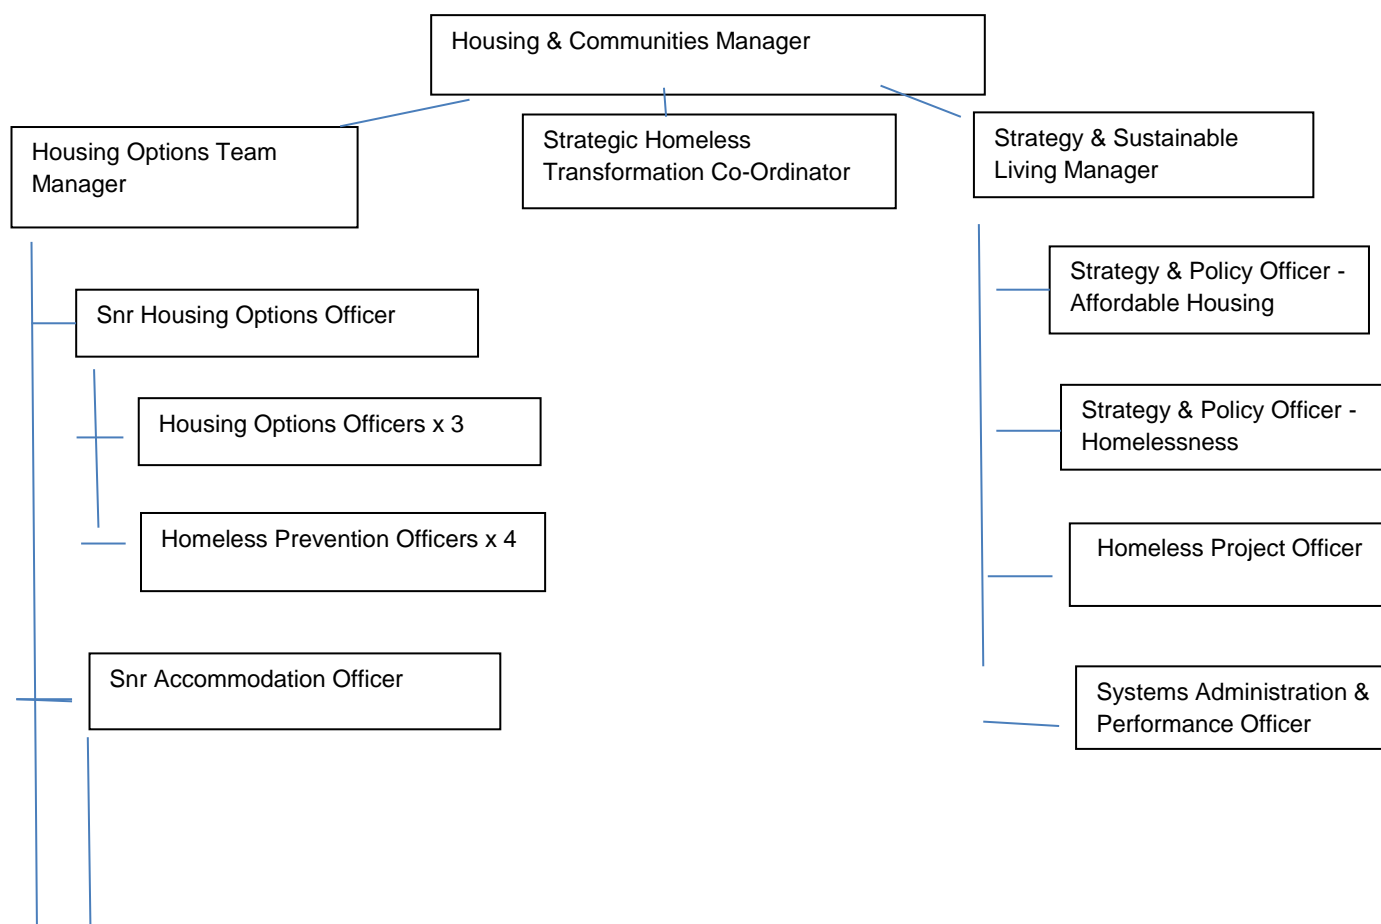 Housing & Communities Manager
Housing Options Team
Manager
Strategic Homeless
Transformation Co-Ordinator
Strategy & Sustainable
Living Manager
Snr Housing Options Officer
Housing Options Officers x 3
Homeless Prevention Officers x 4
Snr Accommodation Officer
Strategy & Policy Officer -
Affordable Housing
Strategy & Policy Officer -
Homelessness
Homeless Project Officer
Systems Administration &
Performance Officer